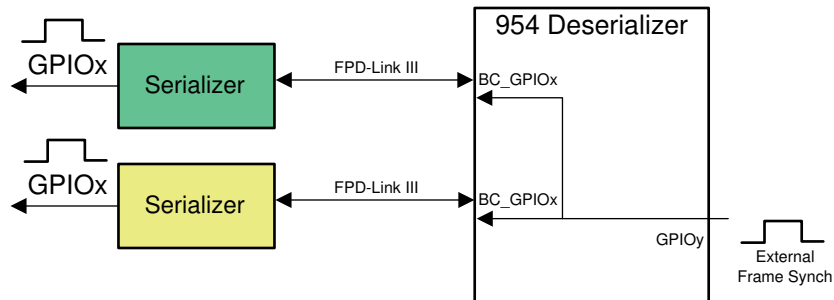 954 Deserializer
GPIOx
Serializer
FPD-Link III
BC_GPIOx
GPIOx
Serializer
FPD-Link III
BC_GPIOx
GPIOy
External
Frame Synch